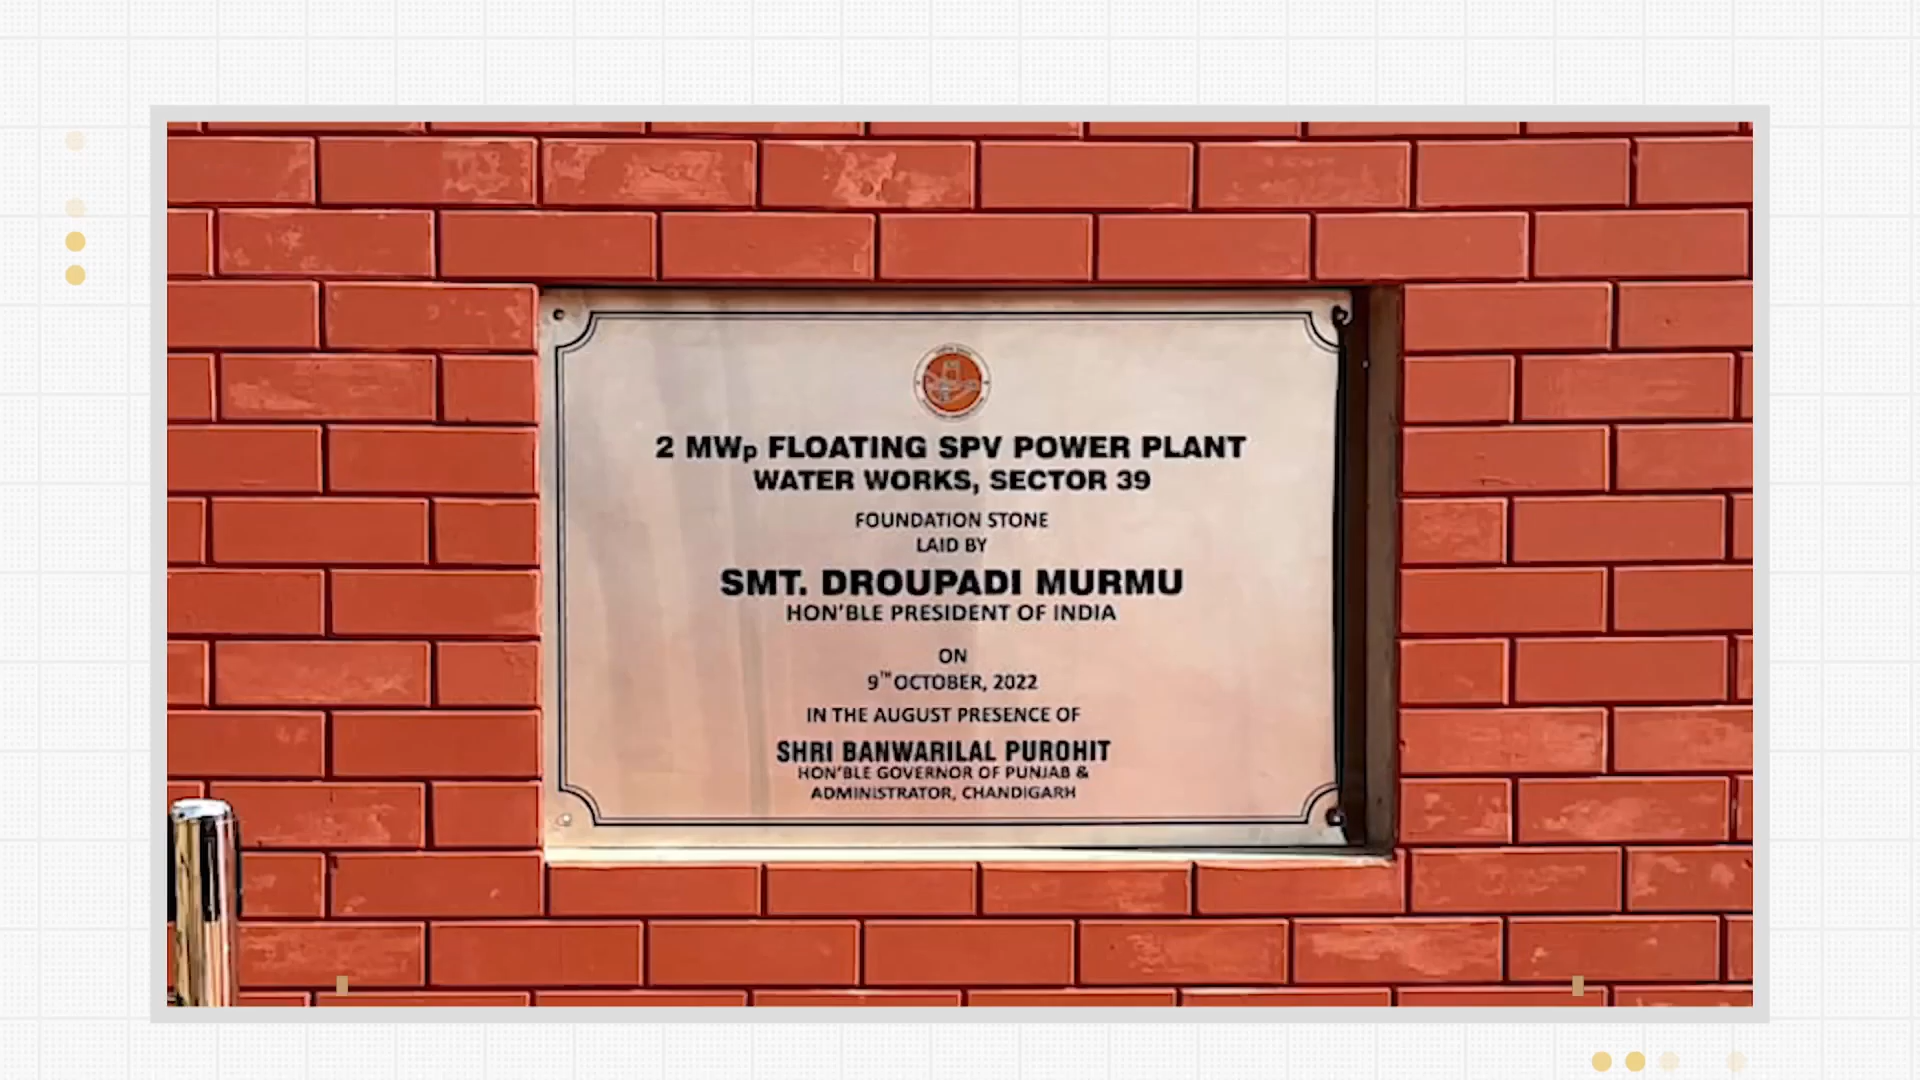 2 MWp FLOATING SPV POWER PLANT
WATER WORKS, SECTOR 39
FOUNDATION STONE
LAID BY
SMT. DROUPADI MURMU
HON'BLE PRESIDENT OF INDIA
ON
9TH OCTOBER, 2022
IN THE AUGUST PRESENCE OF
SHRI BANWARILAL PUROHIT
HON'BLE GOVERNOR OF PUNJAB &
ADMINISTRATOR, CHANDIGARH